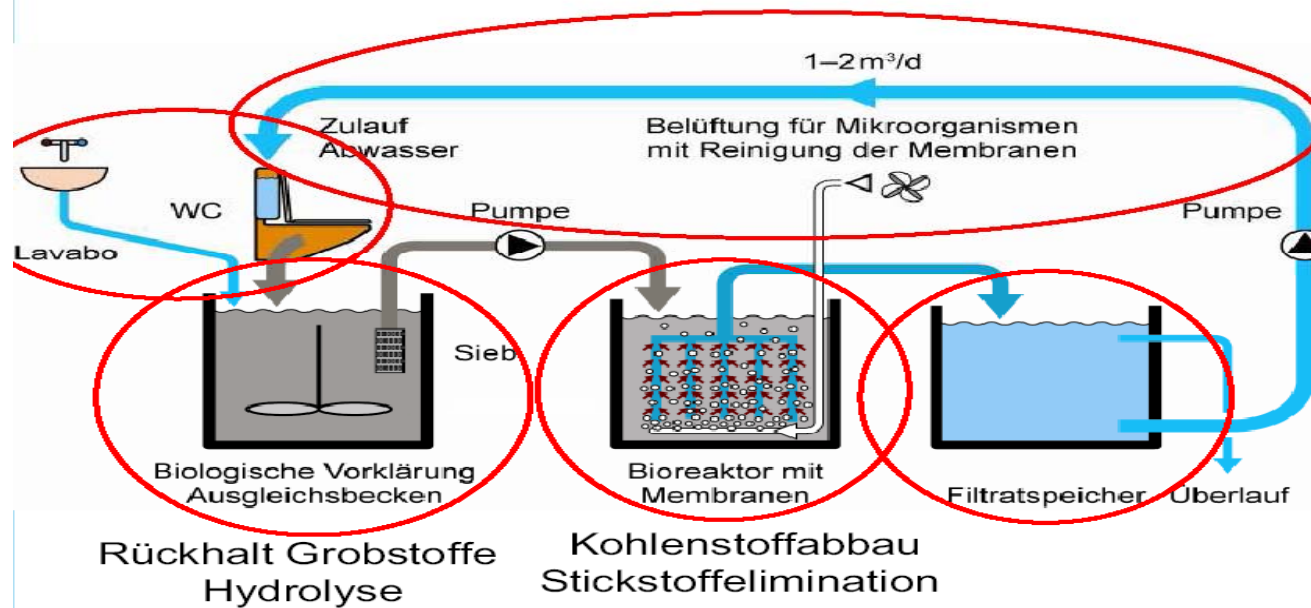 1–2 m³/d
Zulauf
Abwasser
Belüftung für Mikroorganismen
mit Reinigung der Membranen
WC
Pumpe
Pumpe
Lavabo
Sieb
Biologische Vorklärung
Ausgleichsbecken
Bioreaktor mit
Membranen
Filtratspeicher
Überlauf
Rückhalt Grobstoffe
Hydrolyse
Kohlenstoffabbau
Stickstoffelimination